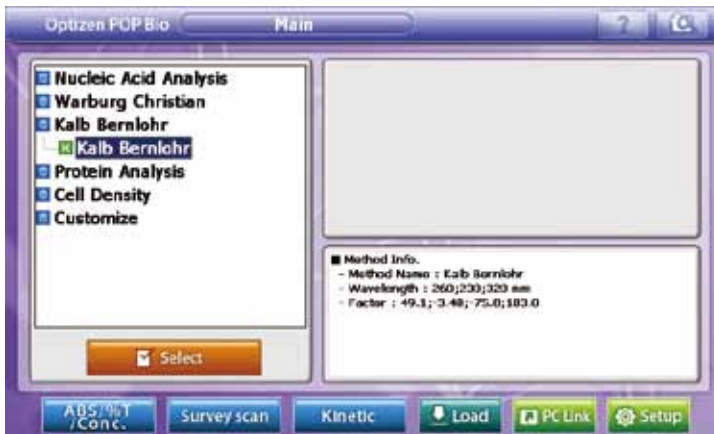 Optizen POP Bio
Main
?
Nucleic Acid Analysis
Warburg Christian
Kalb Bernlohr
Kalb Bernlohr
Protein Analysis
Cell Density
Customize
Select
■ Method Info.
- Method Name : Kalb Bernlohr
- Wavelength : 260;230;320 nm
- Factor : 49.1;-3.48;-75.0;183.0
ABS/%T
/Conc.
Survey scan
Kinetic
Load
PC Link
Setup